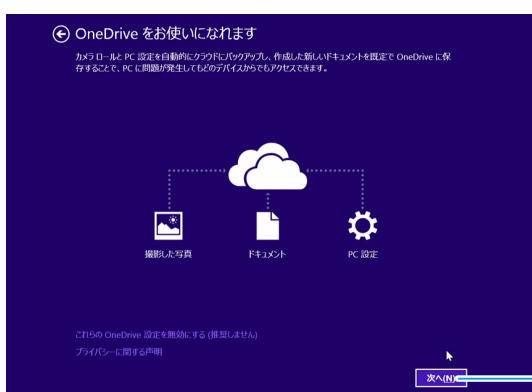 OneDrive をお使いになれます
カメラ ロールと PC 設定を自動的にクラウドにバックアップし、作成した新しいドキュメントを既定で OneDrive に保
存することで、PC に問題が発生してもどのデバイスからでもアクセスできます。
撮影した写真 ドキュメント PC 設定
これらの OneDrive 設定を無効にする (推奨しません)
プライバシーに関する声明
次へ(N)